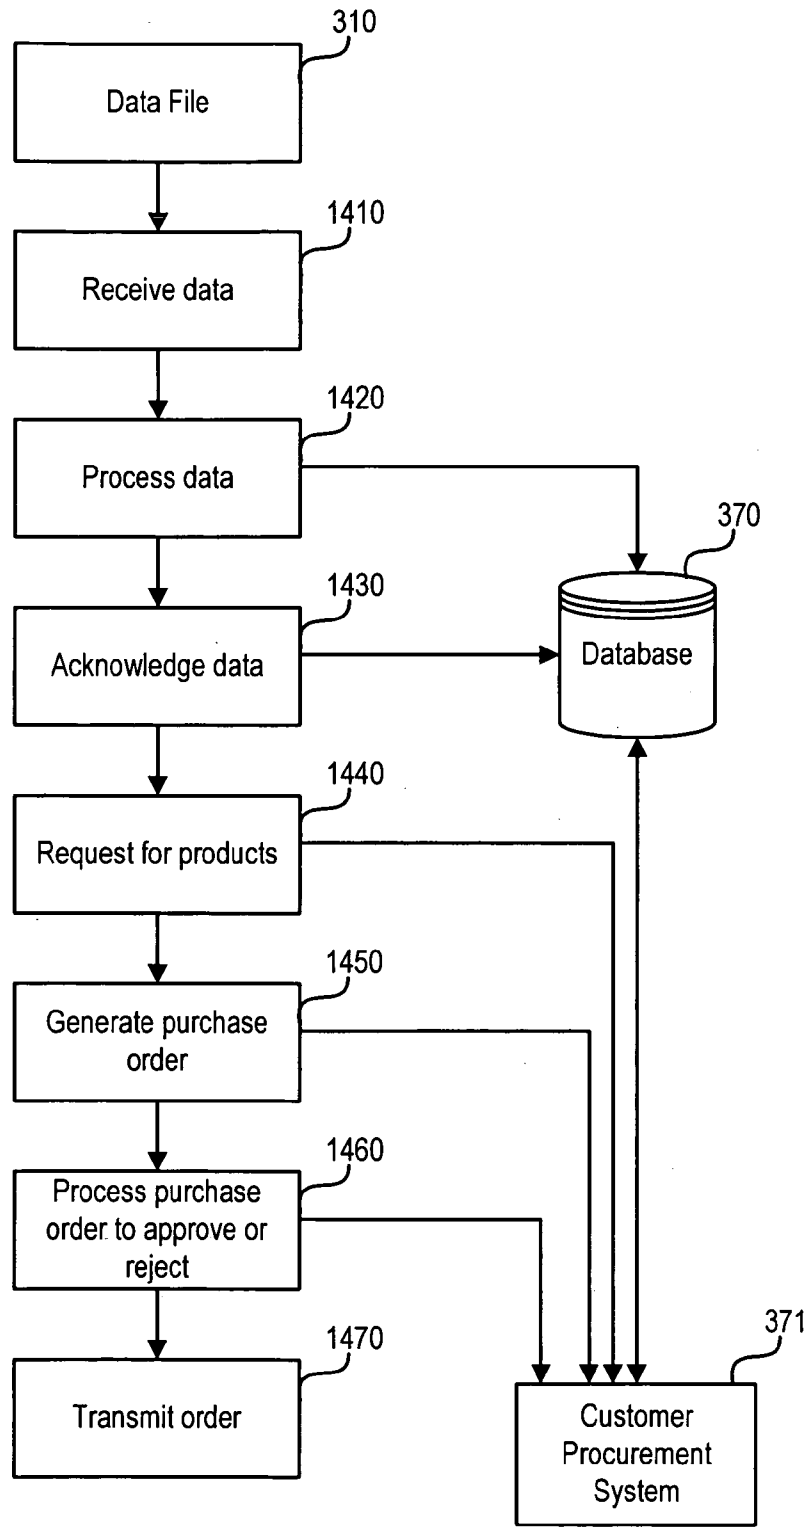 310
Data File
1410
Receive data
1420
Process data
370
Database
1430
Acknowledge data
1440
Request for products
1450
Generate purchase
order
1460
Process purchase
order to approve or
reject
1470
Transmit order
371
Customer
Procurement
System